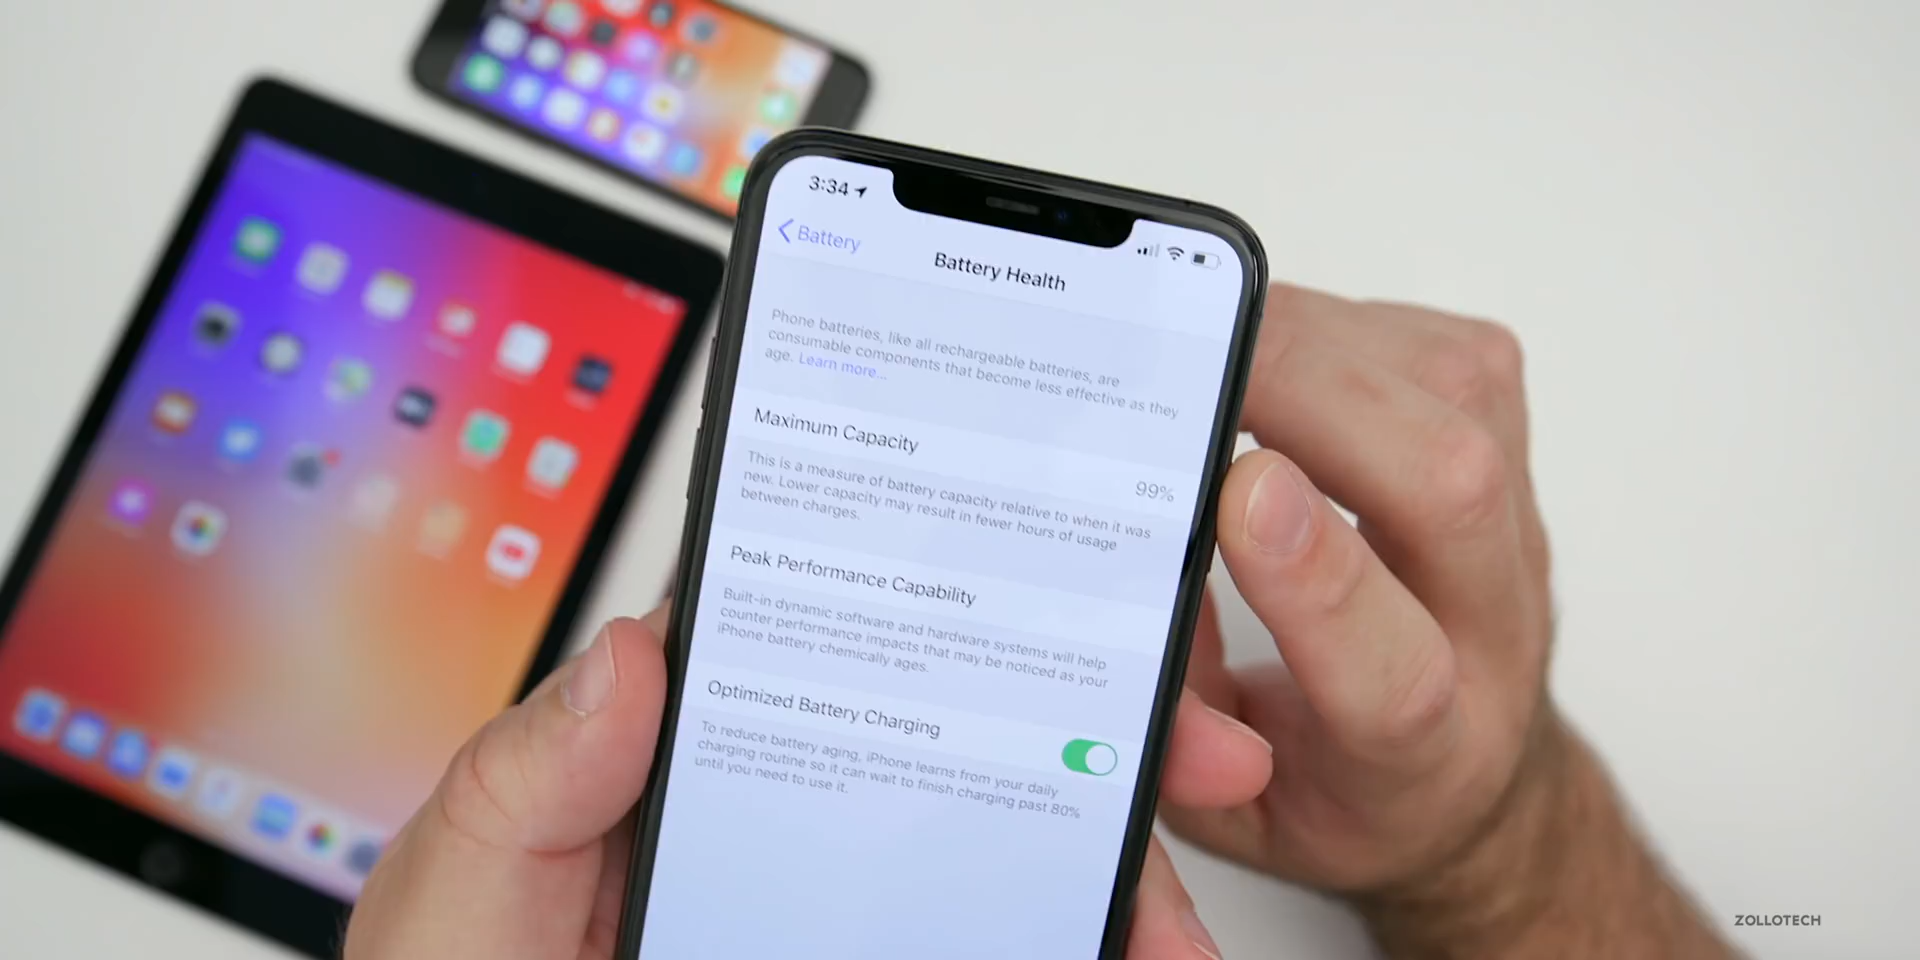 3:34
Battery
Battery Health
Phone batteries, like all rechargeable batteries, are
consumable components that become less effective as they
age. Learn more...
Maximum Capacity
99%
This is a measure of battery capacity relative to when it was
new. Lower capacity may result in fewer hours of usage
between charges.
Peak Performance Capability
Built-in dynamic software and hardware systems will help
counter performance impacts that may be noticed as your
iPhone battery chemically ages.
Optimized Battery Charging
To reduce battery aging, iPhone learns from your daily
charging routine so it can wait to finish charging past 80%
until you need to use it.
ZOLLOTECH